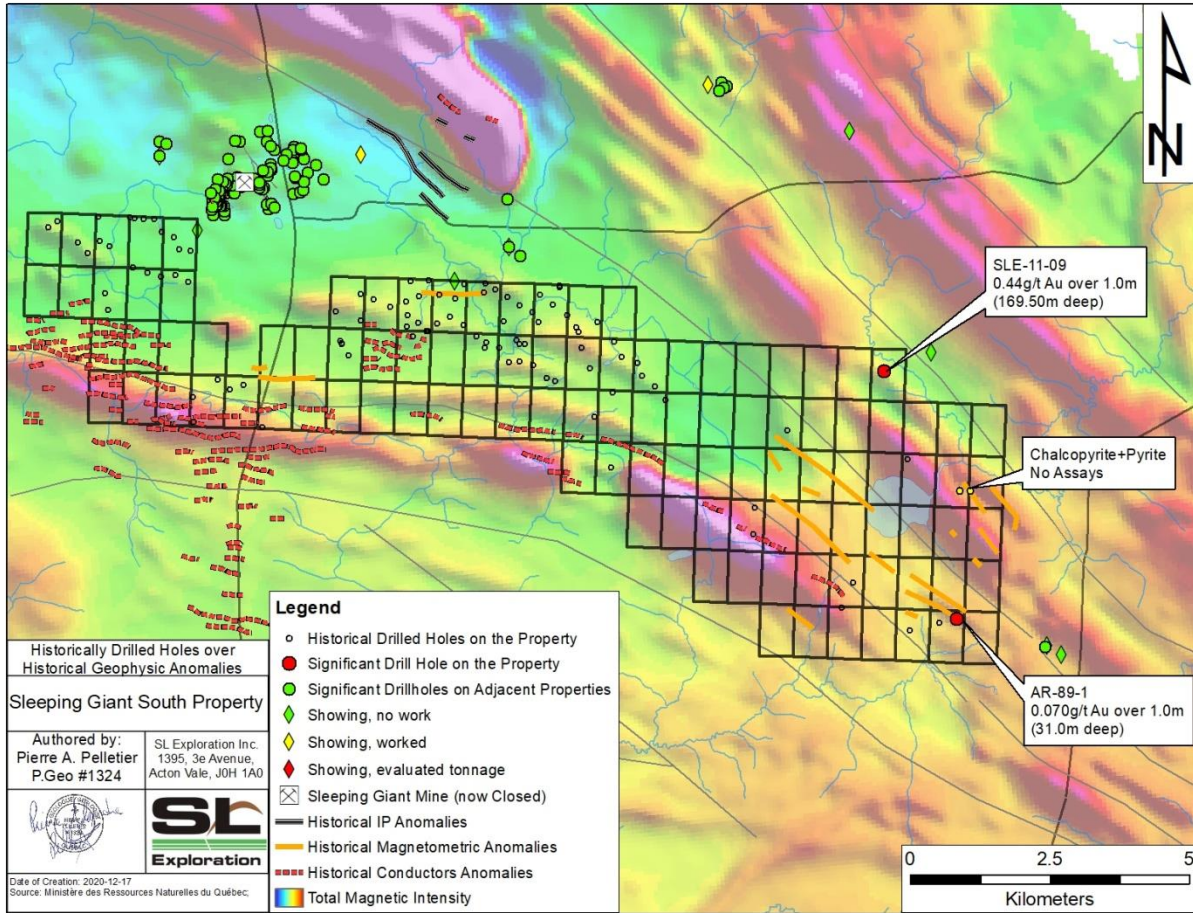 N
SLE-11-09
0.44g/t Au over 1.0m
(169.50m deep)
Chalcopyrite+Pyrite
No Assays
AR-89-1
0.070g/t Au over 1.0m
(31.0m deep)
Legend
Historical Drilled Holes on the Property
Significant Drill Hole on the Property
Significant Drillholes on Adjacent Properties
Showing, no work
Showing, worked
Showing, evaluated tonnage
Sleeping Giant Mine (now Closed)
Historical IP Anomalies
Historical Magnetometric Anomalies
Historical Conductors Anomalies
Total Magnetic Intensity
Historically Drilled Holes over
Historical Geophysic Anomalies
Sleeping Giant South Property
Authored by:
Pierre A. Pelletier
P.Geo #1324
SL Exploration Inc.
1395, 3e Avenue,
Acton Vale, J0H 1A0
SL
Exploration
Date of Creation: 2020-12-17
Source: Ministère des Ressources Naturelles du Québec;
0 2.5 5
Kilometers